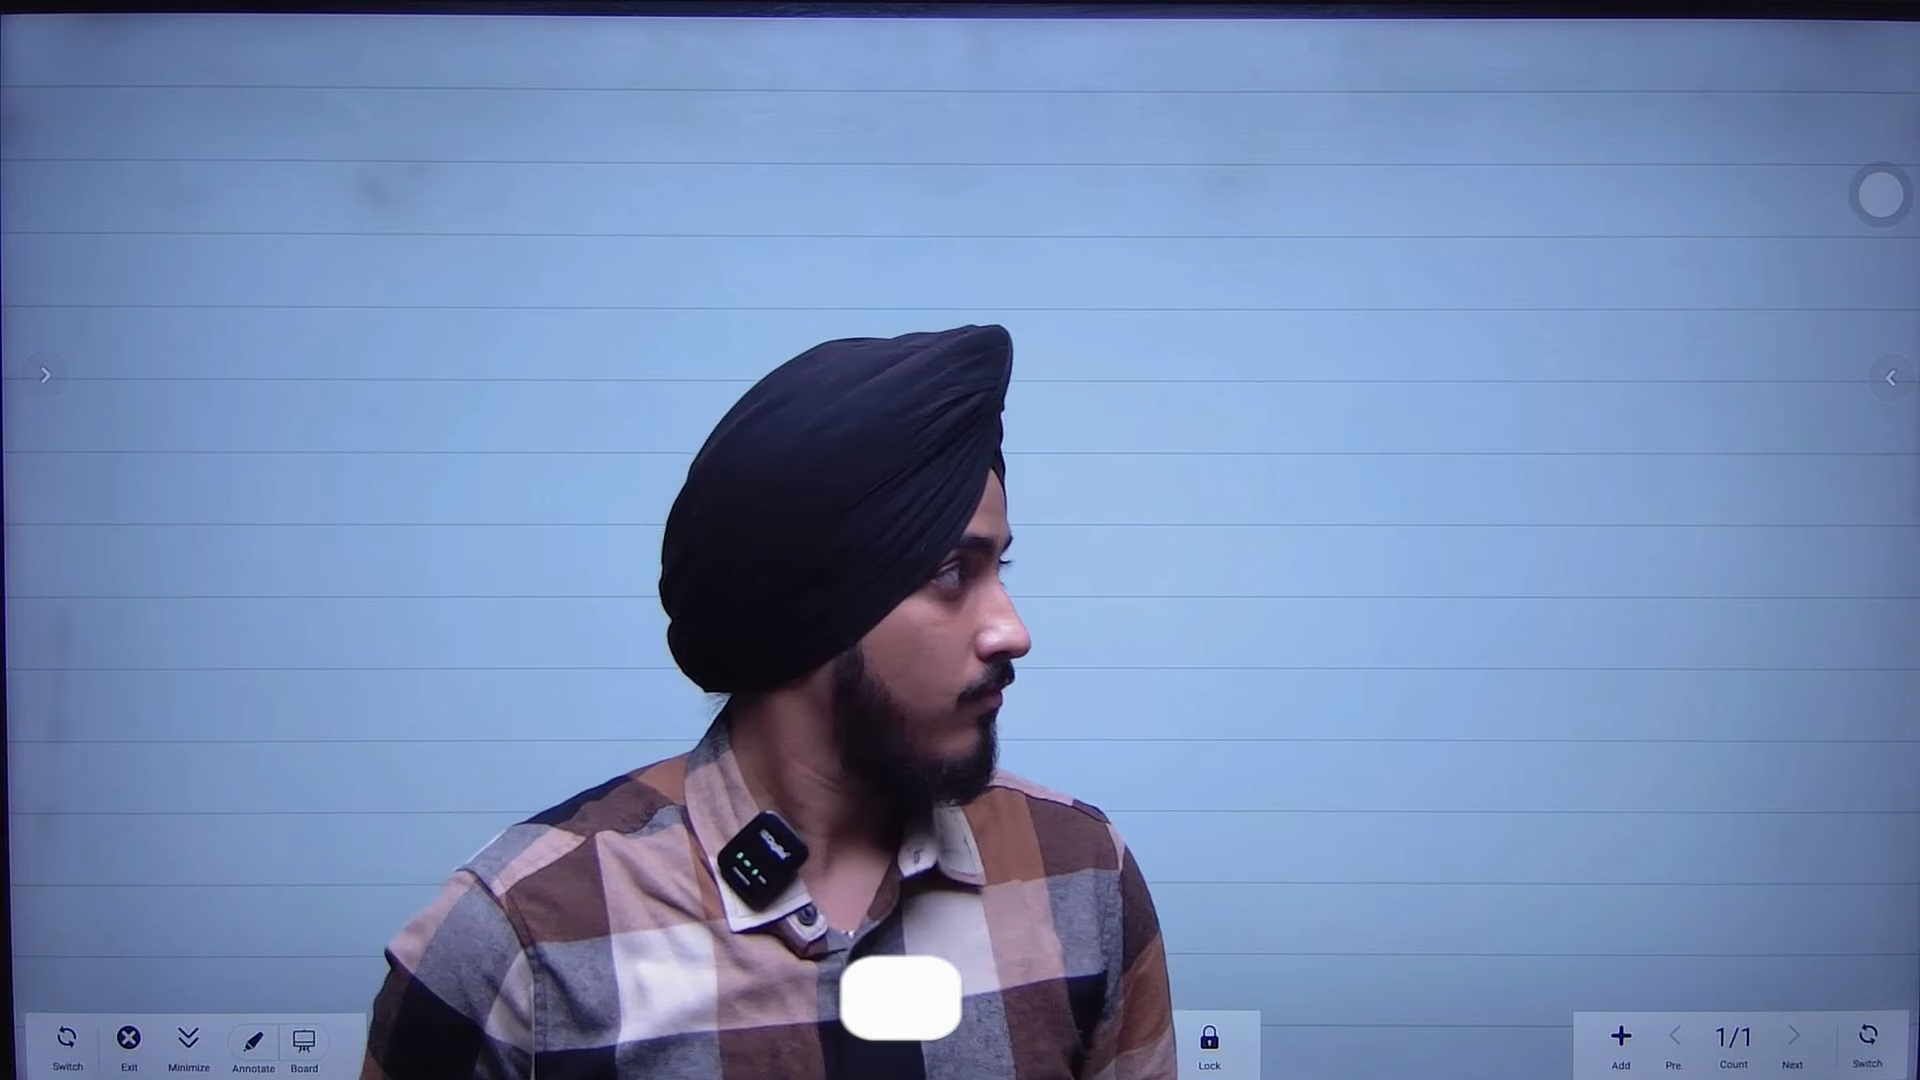 Switch
Exit
Minimize
Annotate
Board
Lock
Add
Pre.
1/1
Count
Next
Switch